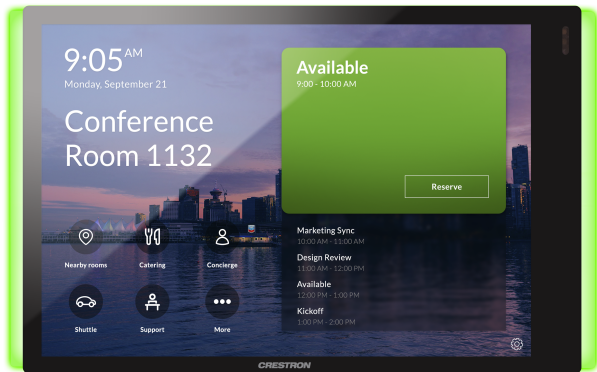 9:05 AM
Monday, September 21
Conference
Room 1132
Nearby rooms
Catering
Concierge
Shuttle
Support
More
Available
9:00 - 10:00 AM
Reserve
Marketing Sync
10:00 AM - 11:00 AM
Design Review
11:00 AM - 12:00 PM
Available
12:00 PM - 1:00 PM
Kickoff
1:00 PM - 2:00 PM
CRESTRON